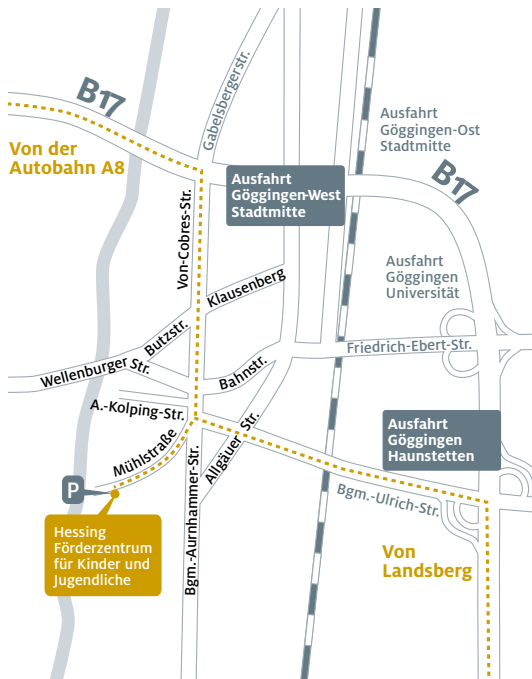 B17
Gabelsbergerstr.
Von der
Autobahn A8
Ausfahrt
Göggingen-Ost
Stadtmitte
Ausfahrt
Göggingen-West
Stadtmitte
B17
Von-Cobres-Str.
Klausenberg
Ausfahrt
Göggingen
Universität
Butzstr.
Wellenburger Str.
Bahnstr.
Friedrich-Ebert-Str.
A.-Kolping-Str.
Mühlstraße
Allgäuer Str.
Ausfahrt
Göggingen
Haunstetten
Bgm.-Aurnhammer-Str.
Bgm.-Ulrich-Str.
P
Hessing
Förderzentrum
für Kinder und
Jugendliche
Von
Landsberg